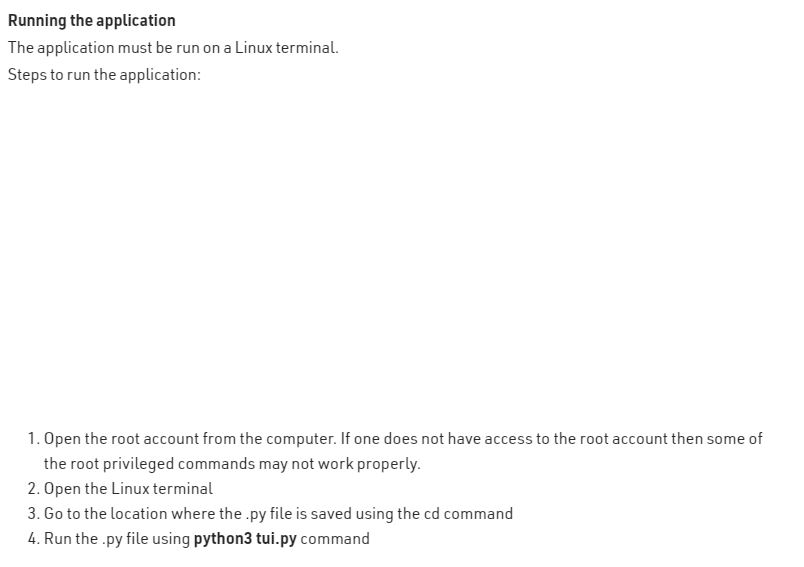 Running the application
The application must be run on a Linux terminal.
Steps to run the application:
1. Open the root account from the computer. If one does not have access to the root account then some of
the root privileged commands may not work properly.
2. Open the Linux terminal
3. Go to the location where the .py file is saved using the cd command
4. Run the .py file using python3 tui.py command